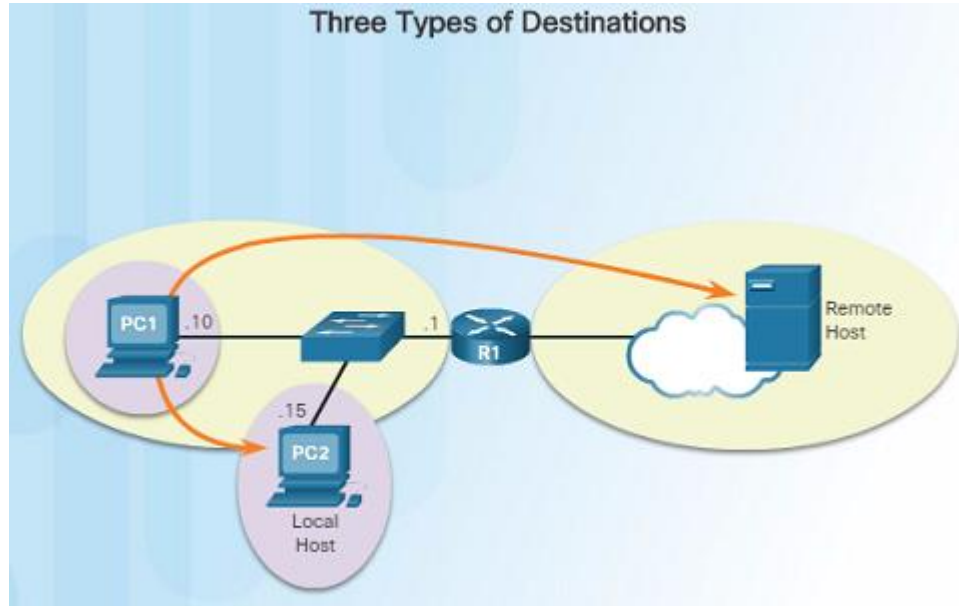 Three Types of Destinations
PC1
.10
.1
R1
Remote
Host
.15
PC2
Local
Host